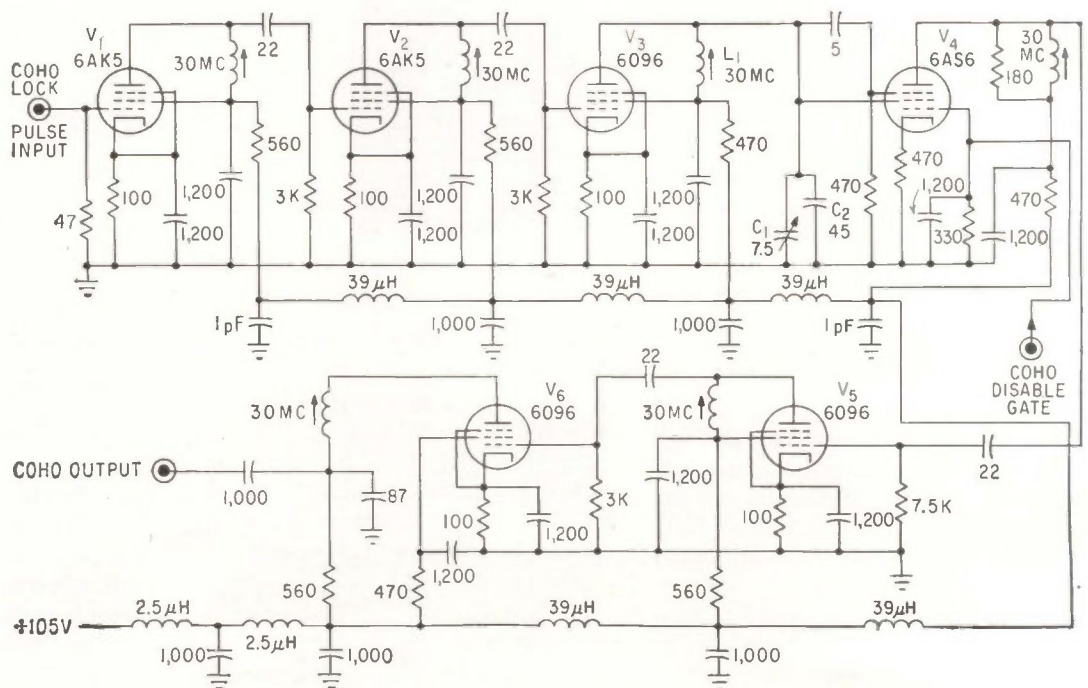 V1
6AK5
22
30MC
V2
6AK5
22
30MC
V3
6096
L1
30MC
5
V4
6AS6
30
MC
180
COHO
LOCK
PULSE
INPUT
47
100
1,200
1,200
560
3K
100
1,200
1,200
560
3K
100
1,200
1,200
470
C1
7.5
C2
45
470
470
1,200
330
1,200
470
39μH
39μH
39μH
1pF
1,000
1,000
1pF
COHO
DISABLE
GATE
30MC
V6
6096
22
30MC
V5
6096
22
COHO OUTPUT
1,000
87
100
1,200
1,200
3K
1,200
100
1,200
7.5K
560
470
560
+105V
2.5μH
2.5μH
39μH
39μH
1,000
1,000
1,000